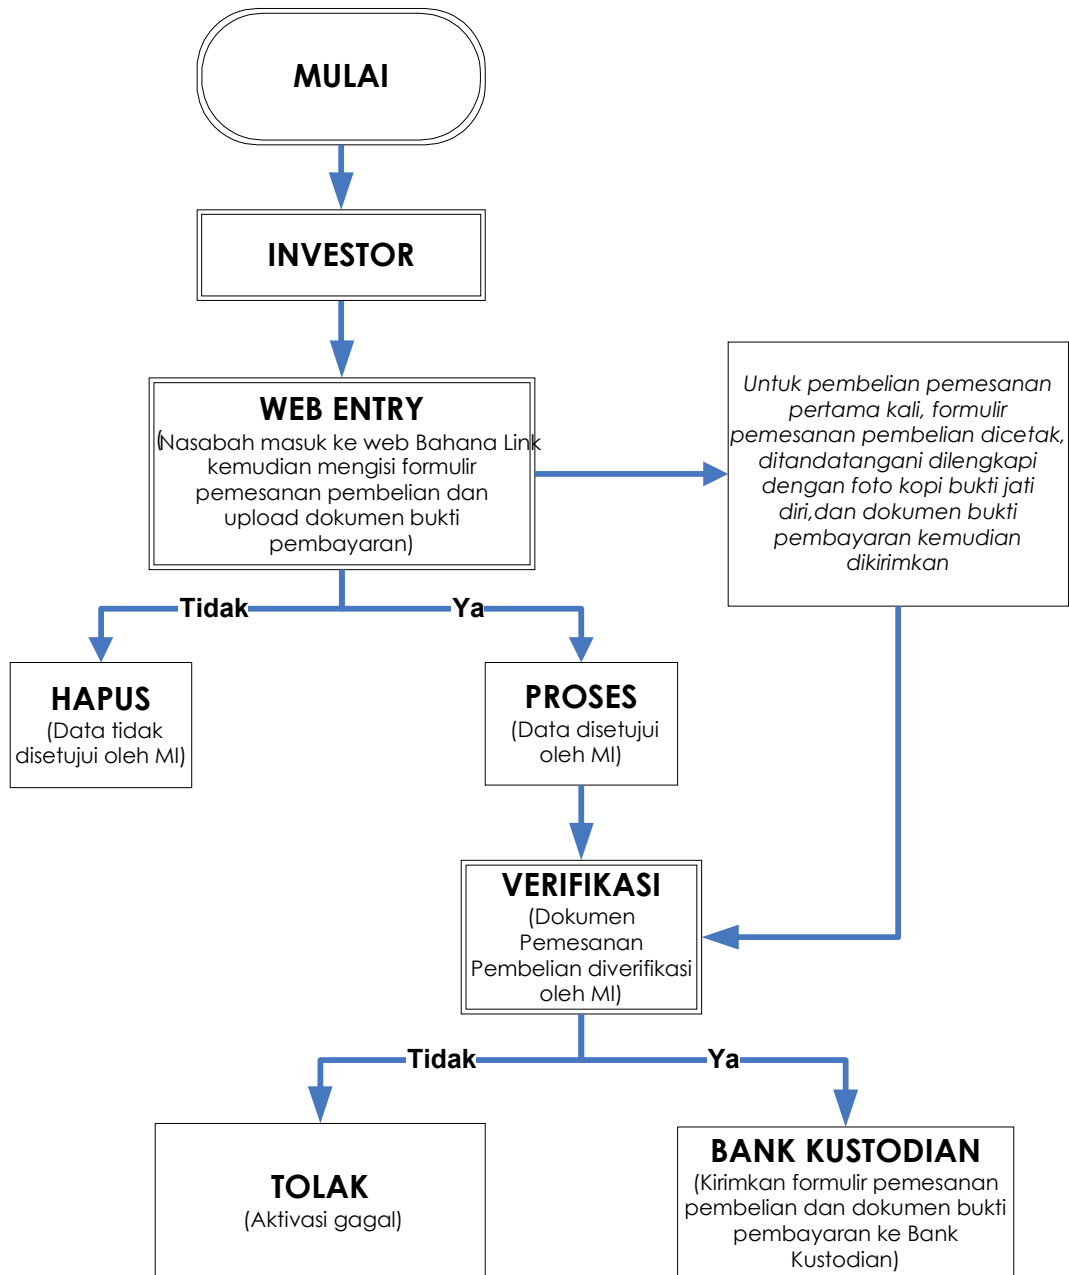 MULAI
INVESTOR
WEB ENTRY
(Nasabah masuk ke web Bahana Link
kemudian mengisi formulir
pemesanan pembelian dan
upload dokumen bukti
pembayaran)
Untuk pembelian pemesanan
pertama kali, formulir
pemesanan pembelian dicetak,
ditandatangani dilengkapi
dengan foto kopi bukti jati
diri,dan dokumen bukti
pembayaran kemudian
dikirimkan
Tidak
Ya
HAPUS
(Data tidak
disetujui oleh MI)
PROSES
(Data disetujui
oleh MI)
VERIFIKASI
(Dokumen
Pemesanan
Pembelian diverifikasi
oleh MI)
Tidak
Ya
TOLAK
(Aktivasi gagal)
BANK KUSTODIAN
(Kirimkan formulir pemesanan
pembelian dan dokumen bukti
pembayaran ke Bank
Kustodian)